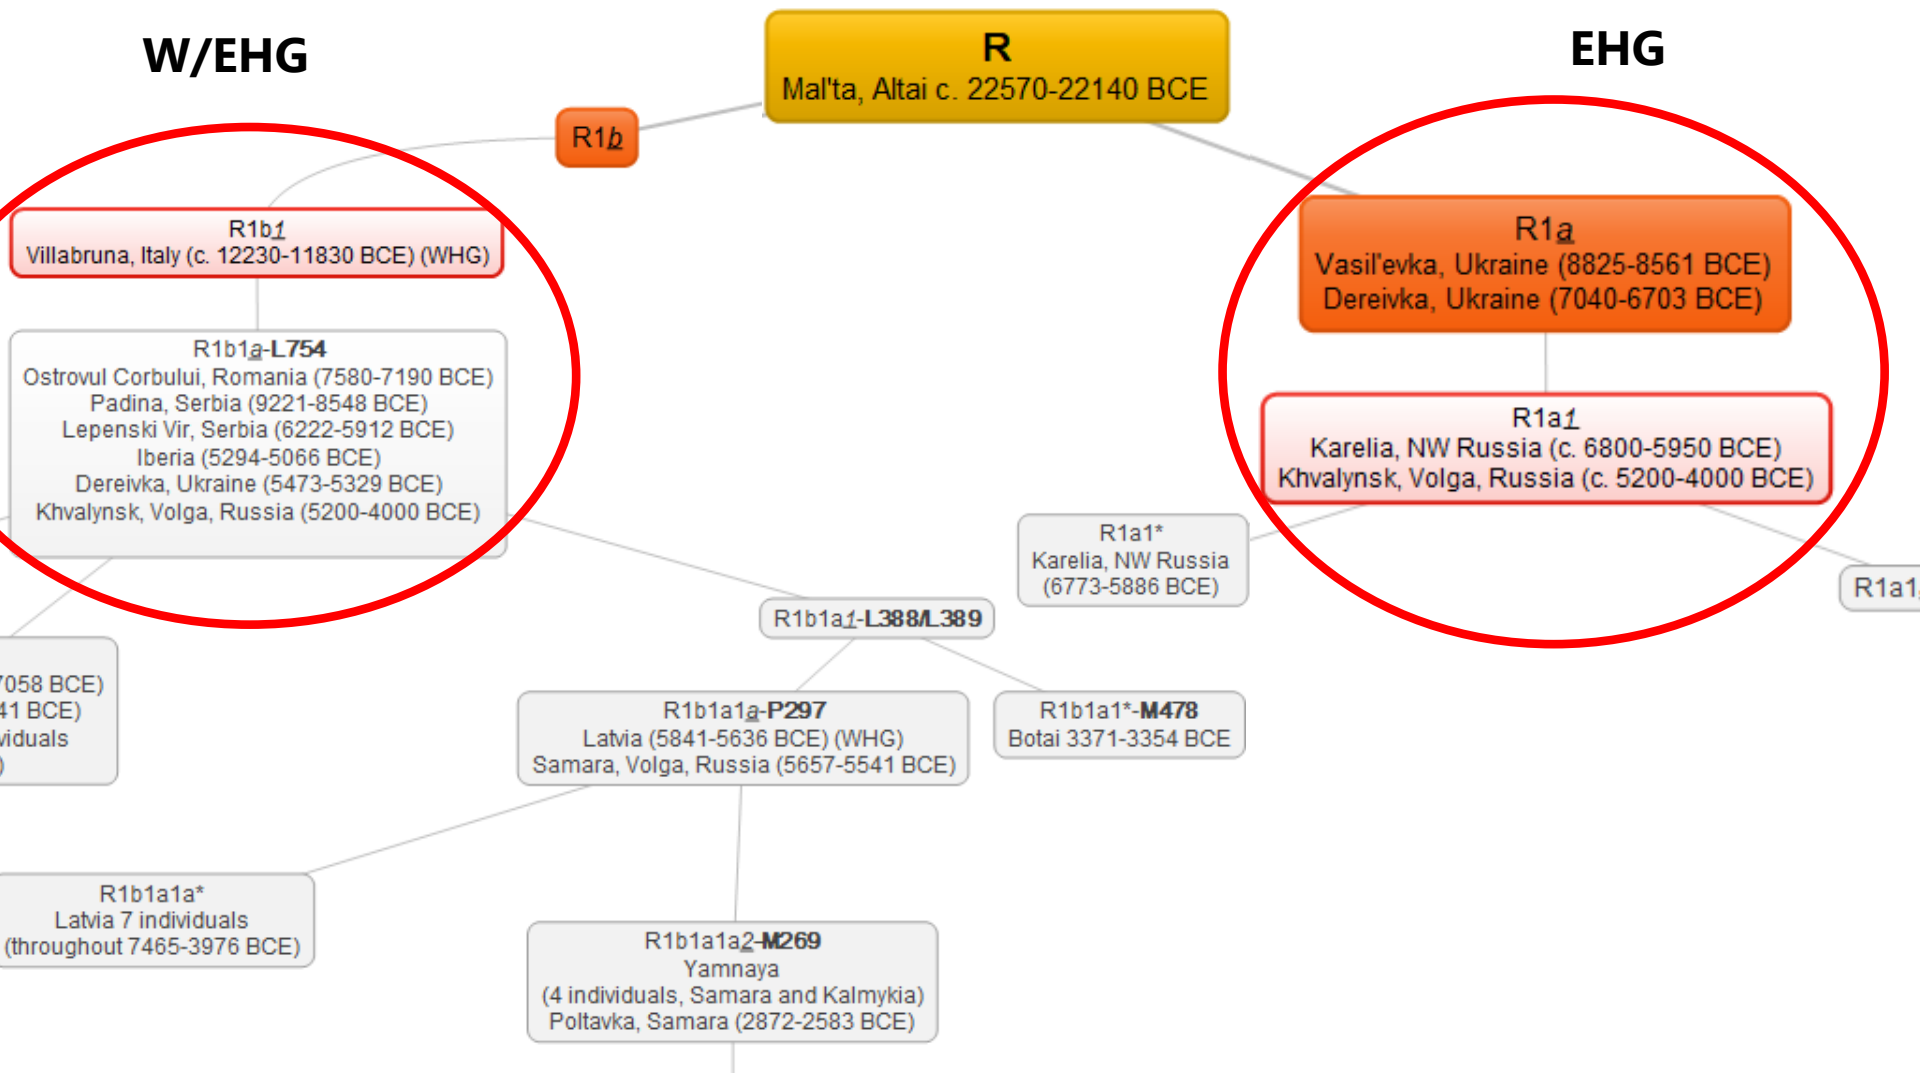 W/EHG
R
Mal'ta, Altai c. 22570-22140 BCE
EHG
R1b
R1b1
Villabruna, Italy (c. 12230-11830 BCE) (WHG)
R1a
Vasil'evka, Ukraine (8825-8561 BCE)
Dereivka, Ukraine (7040-6703 BCE)
R1b1a-L754
Ostrovul Corbului, Romania (7580-7190 BCE)
Padina, Serbia (9221-8548 BCE)
Lepenski Vir, Serbia (6222-5912 BCE)
Iberia (5294-5066 BCE)
Dereivka, Ukraine (5473-5329 BCE)
Khvalynsk, Volga, Russia (5200-4000 BCE)
R1a1
Karelia, NW Russia (c. 6800-5950 BCE)
Khvalynsk, Volga, Russia (c. 5200-4000 BCE)
R1a1*
Karelia, NW Russia
(6773-5886 BCE)
R1a1
R1b1a1-L388/L389
7058 BCE)
41 BCE)
viduals
)
R1b1a1a-P297
Latvia (5841-5636 BCE) (WHG)
Samara, Volga, Russia (5657-5541 BCE)
R1b1a1*-M478
Botai 3371-3354 BCE
R1b1a1a*
Latvia 7 individuals
(throughout 7465-3976 BCE)
R1b1a1a2-M269
Yamnaya
(4 individuals, Samara and Kalmykia)
Poltavka, Samara (2872-2583 BCE)